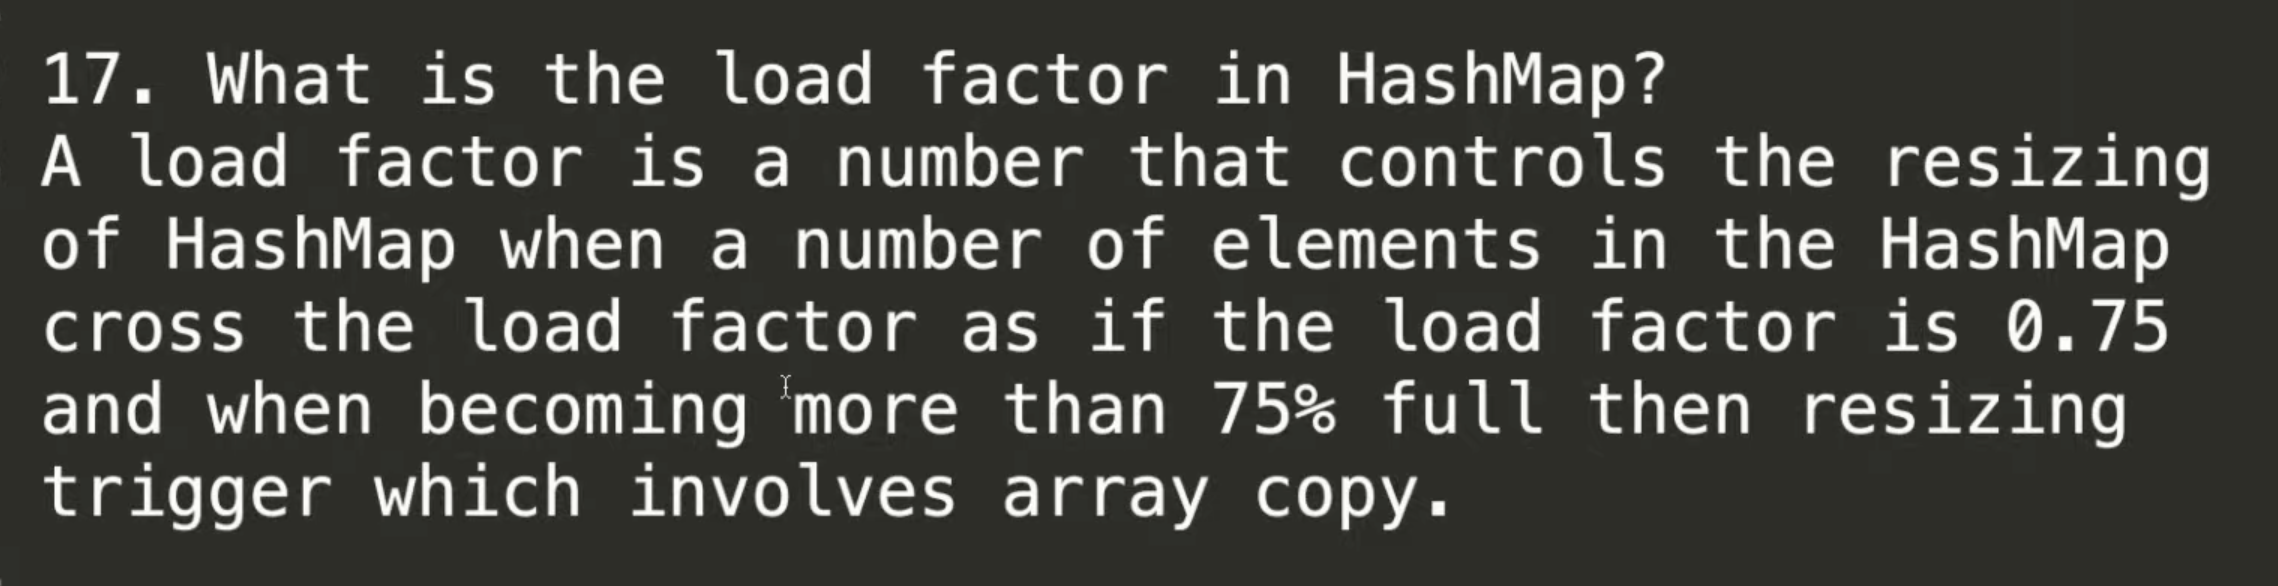 17. What is the load factor in HashMap?
A load factor is a number that controls the resizing
of HashMap when a number of elements in the HashMap
cross the load factor as if the load factor is 0.75
and when becoming more than 75% full then resizing
trigger which involves array copy.